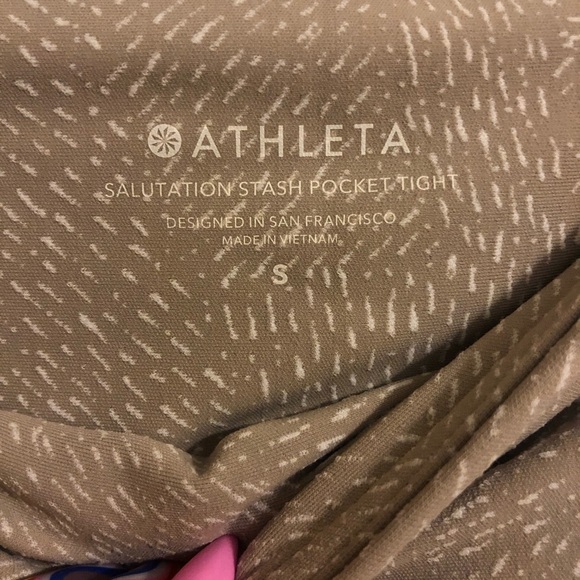 ATHLETA
SALUTATION STASH POCKET TIGHT
DESIGNED IN SAN FRANCISCO
MADE IN VIETNAM
S